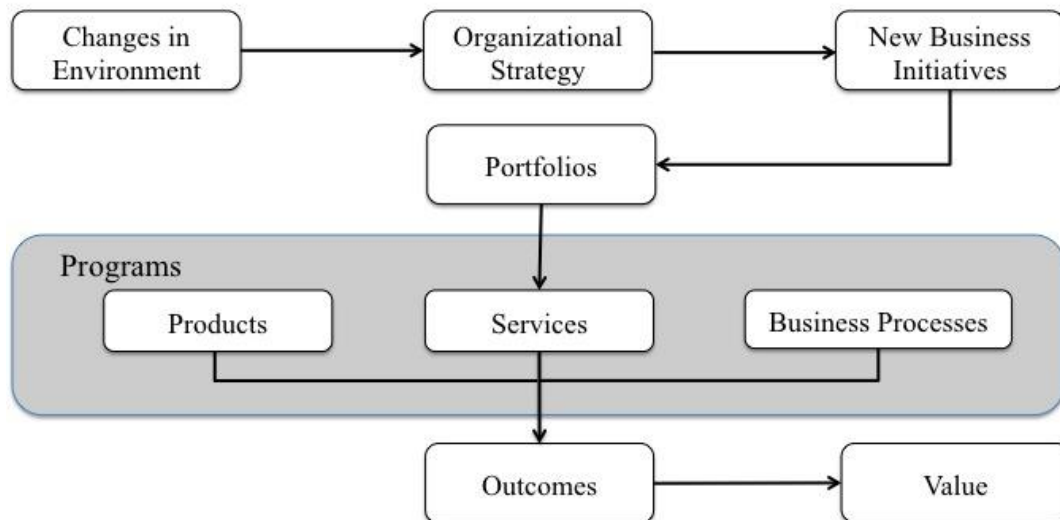 Changes in
Environment
Organizational
Strategy
New Business
Initiatives
Portfolios
Programs
Products
Services
Business Processes
Outcomes
Value